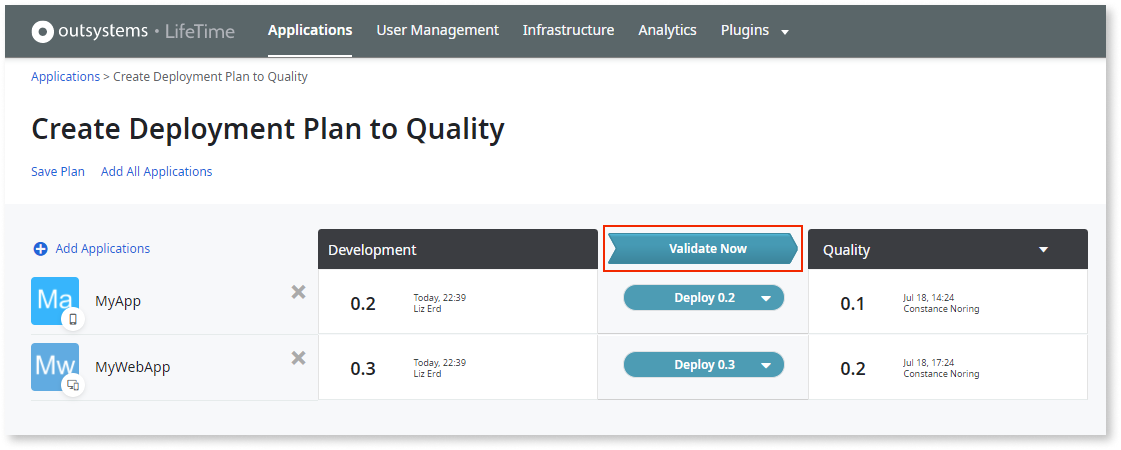 outsystems • LifeTime Applications User Management Infrastructure Analytics Plugins
Applications > Create Deployment Plan to Quality
Create Deployment Plan to Quality
Save Plan Add All Applications
Add Applications Development Validate Now Quality
Ma MyApp 0.2 Today, 22:39 Deploy 0.2 0.1 Jul 18, 14:24
Liz Erd Constance Noring
Mw MyWebApp 0.3 Today, 22:39 Deploy 0.3 0.2 Jul 18, 17:24
Liz Erd Constance Noring